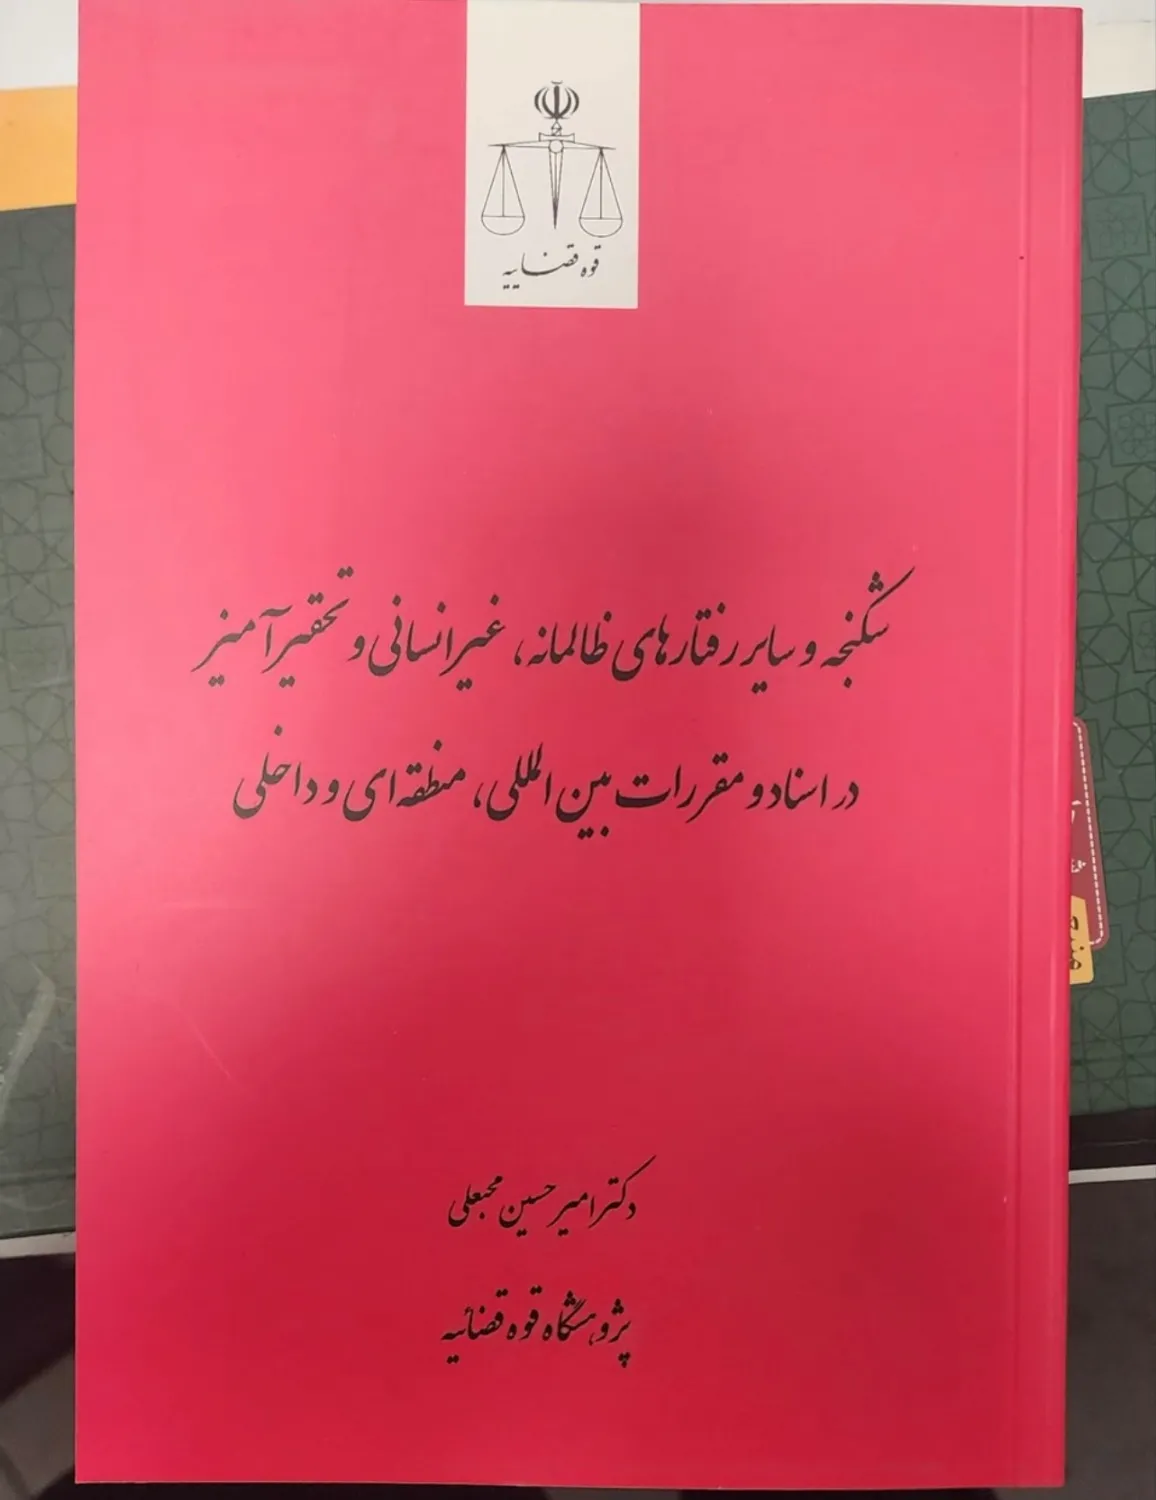 قوه قضاییه
شکنجه و سایر رفتارهای ظالمانه، غیرانسانی و تحقیرآمیز
در اسناد و مقررات بین المللی، منطقه ای و داخلی
دکتر امیر حسین محبعلی
پژوهشگاه قوه قضائیه